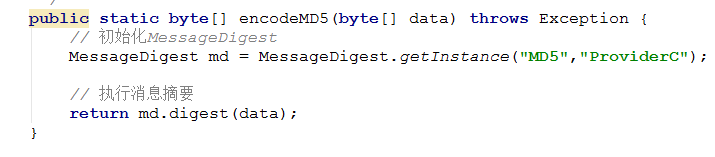 public static byte[] encodeMD5(byte[] data) throws Exception {
// 初始化MessageDigest
MessageDigest md = MessageDigest.getInstance("MD5","ProviderC");
// 执行消息摘要
return md.digest(data);
}